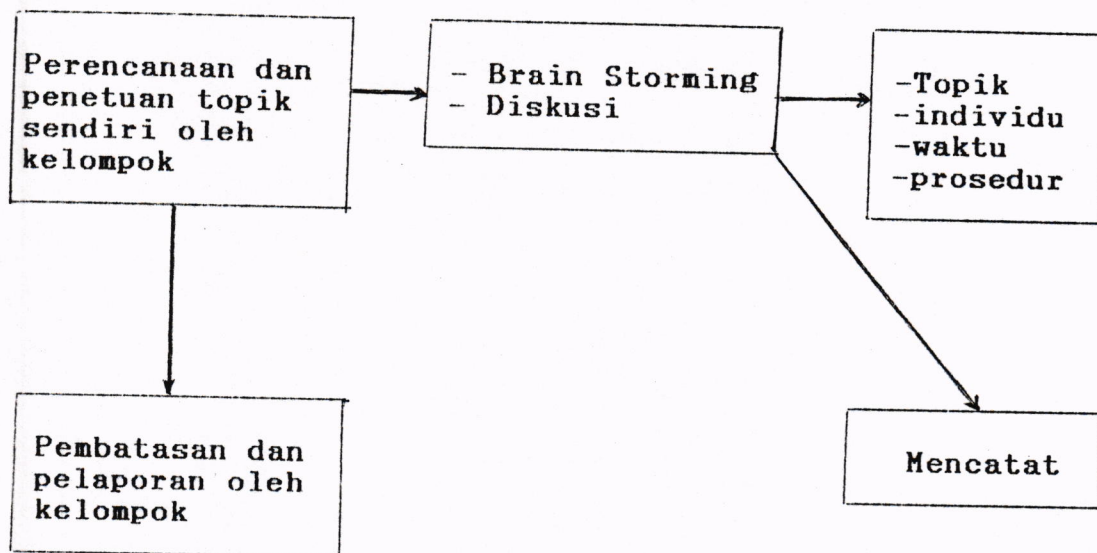 Perencanaan dan
penetuan topik
sendiri oleh
kelompok
- Brain Storming
- Diskusi
-Topik
-individu
-waktu
-prosedur
Pembatasan dan
pelaporan oleh
kelompok
Mencatat